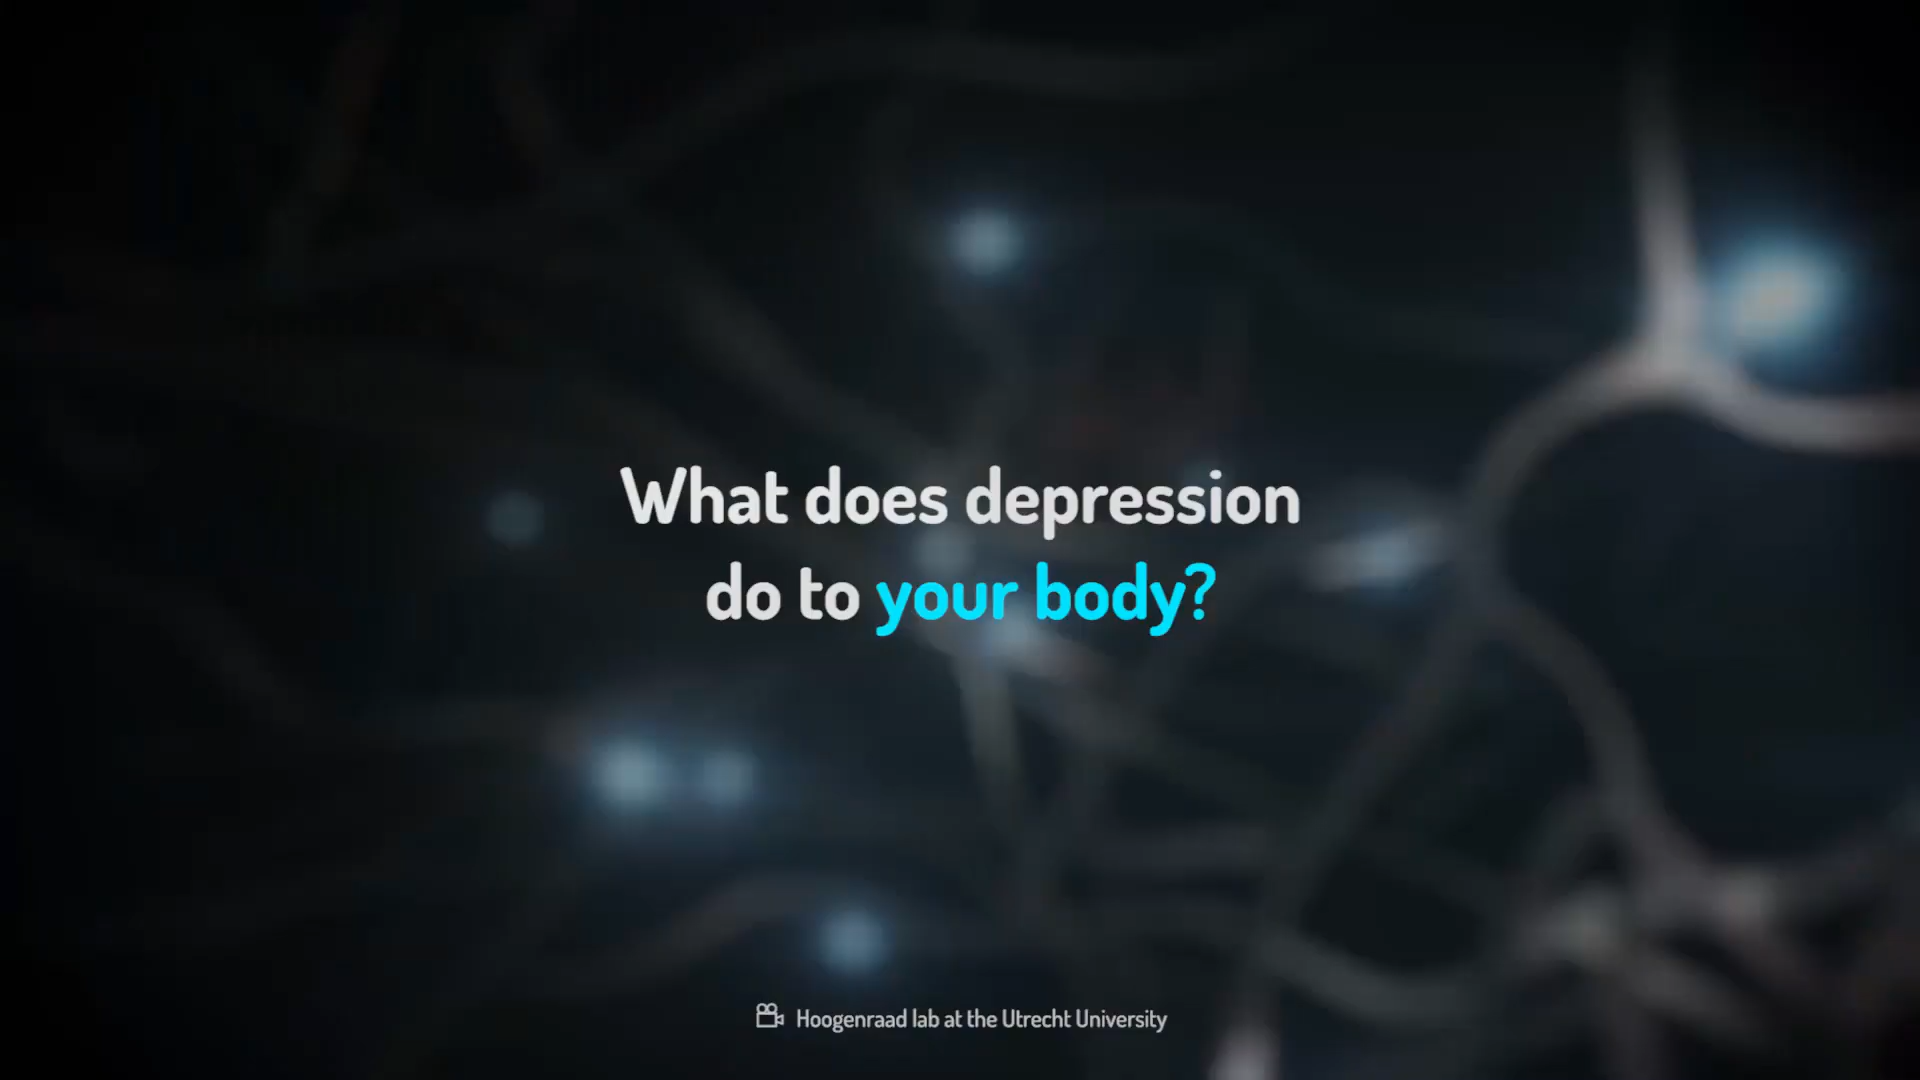 What does depression
do to your body?
Hoogenraad lab at the Utrecht University